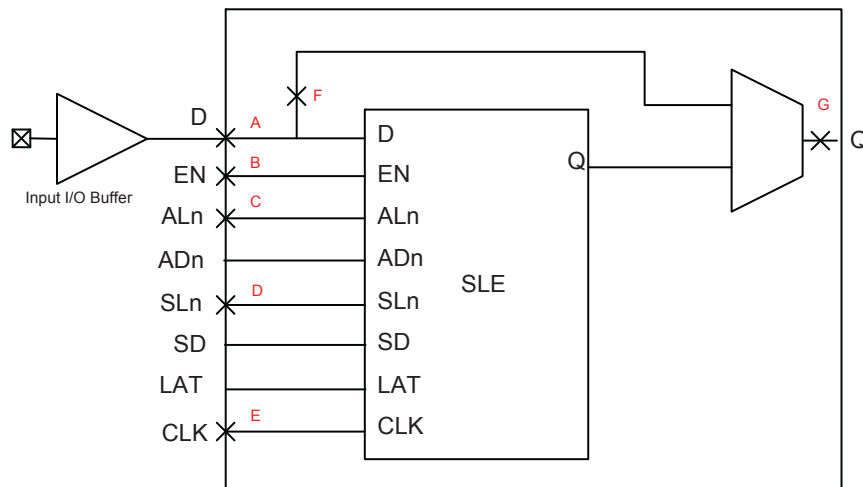 F
G
D
A
D
Q
Q
Input I/O Buffer
EN
B
EN
ALn
C
ALn
ADn
ADn
SLE
SLn
D
SLn
SD
SD
LAT
LAT
CLK
E
CLK